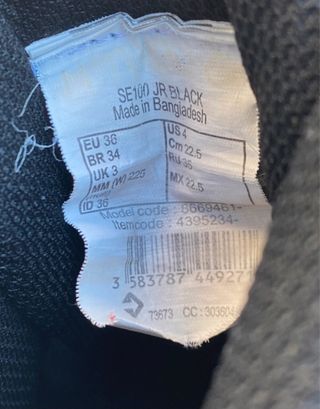 SE100 JR BLACK
Made in Bangladesh
EU 36 US 4
BR 34 Cm 22.5
UK 3 RU 35
MM (W) 225 MX 22.5
ID 36
Model code : 8669461-
Itemcode : 4395234-
3 583787 449271
73673 CC : 303604